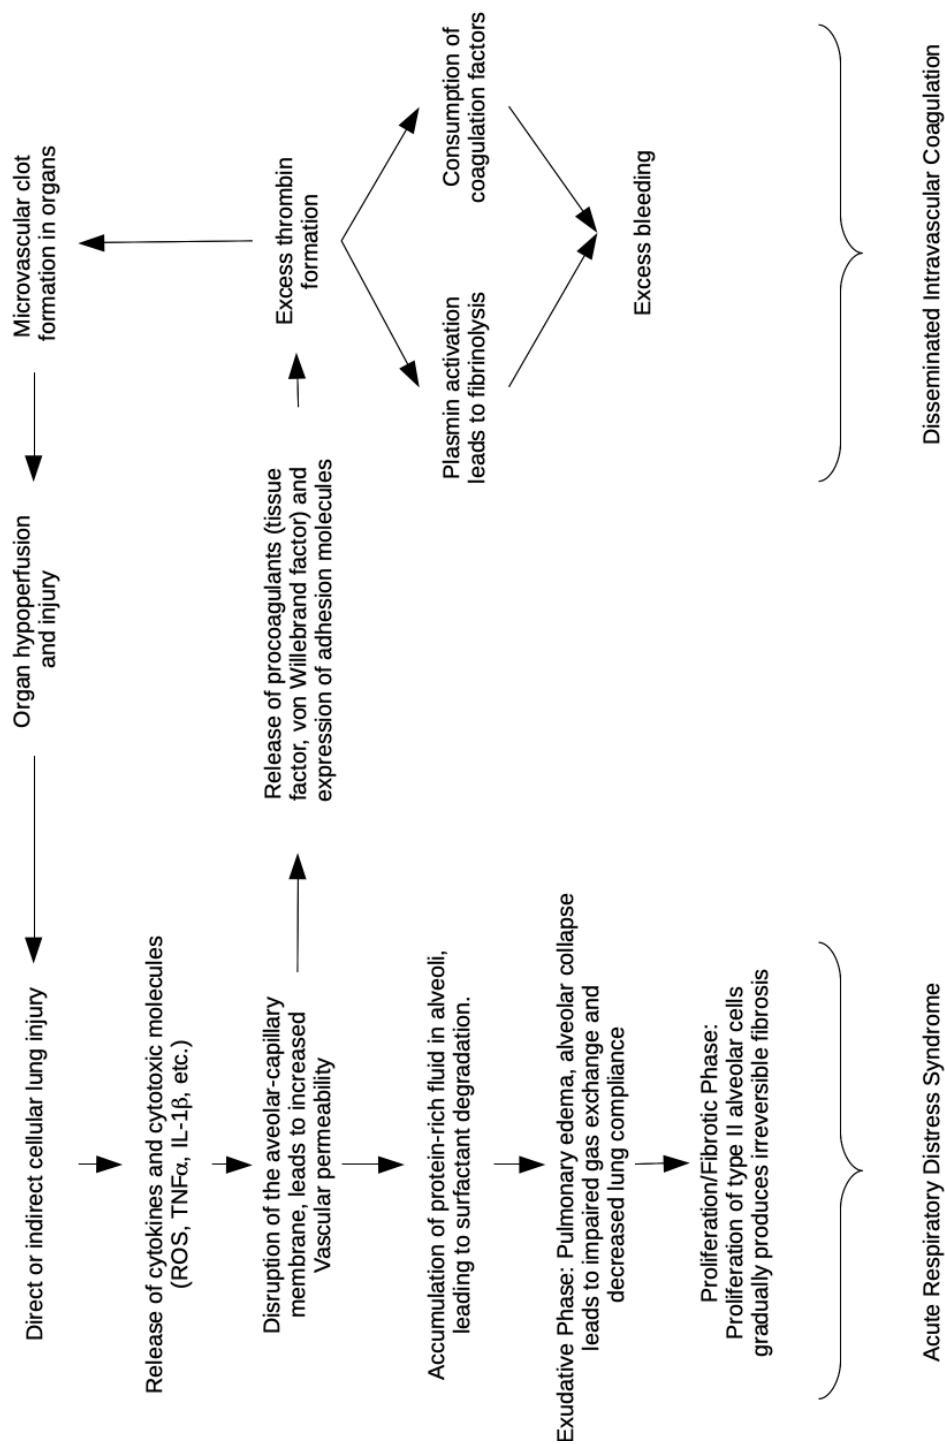 Direct or indirect cellular lung injury
Release of cytokines and cytotoxic molecules
(ROS, TNFα, IL-1β, etc.)
Disruption of the aveolar-capillary
membrane, leads to increased
Vascular permeability
Accumulation of protein-rich fluid in alveoli,
leading to surfactant degradation.
Exudative Phase: Pulmonary edema, alveolar collapse
leads to impaired gas exchange and
decreased lung compliance
Proliferation/Fibrotic Phase:
Proliferation of type II alveolar cells
gradually produces irreversible fibrosis
Acute Respiratory Distress Syndrome
Organ hypoperfusion
and injury
Release of procoagulants (tissue
factor, von Willebrand factor) and
expression of adhesion molecules
Microvascular clot
formation in organs
Excess thrombin
formation
Plasmin activation
leads to fibrinolysis
Consumption of
coagulation factors
Excess bleeding
Disseminated Intravascular Coagulation